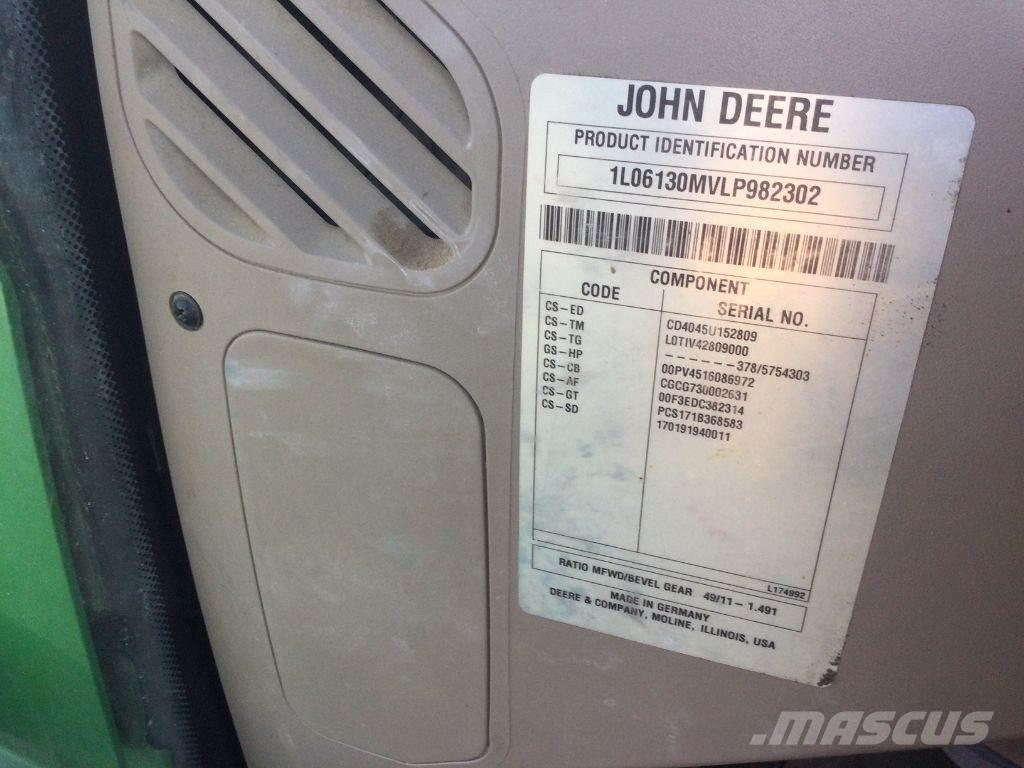 JOHN DEERE
PRODUCT IDENTIFICATION NUMBER
1L06130MVLP982302
COMPONENT
CODE SERIAL NO.
CS-ED CD4045U152809
CS-TM L0TIV42809000
CS-TG ------378/5754303
GS-HP 00PV4516086972
CS-CB CGCG730002631
CS-AF 00F3EDC382314
CS-GT PCS171B368583
CS-SD 170191940011
L174992
RATIO MFWD/BEVEL GEAR 49/11- 1.491
MADE IN GERMANY
DEERE & COMPANY, MOLINE, ILLINOIS, USA
.MASCUS